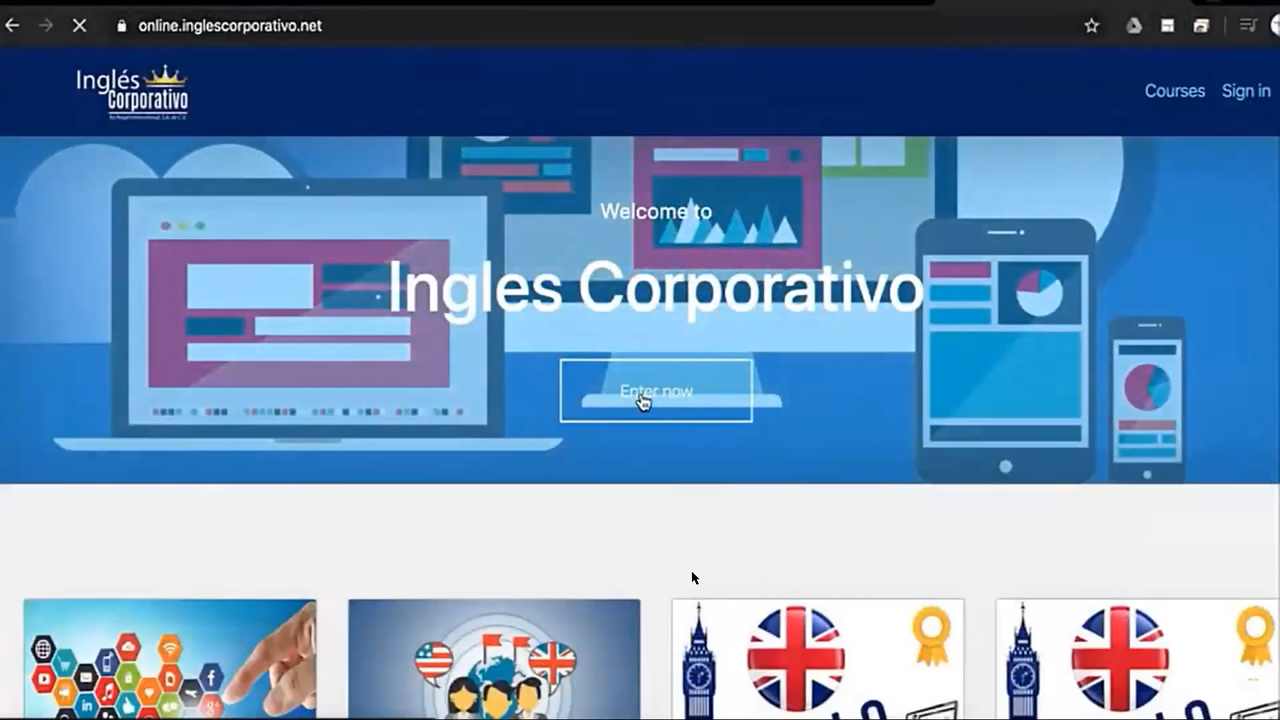 online.inglescorporativo.net
Inglés
Corporativo
Courses
Sign in
Welcome to
Ingles Corporativo
Enter now